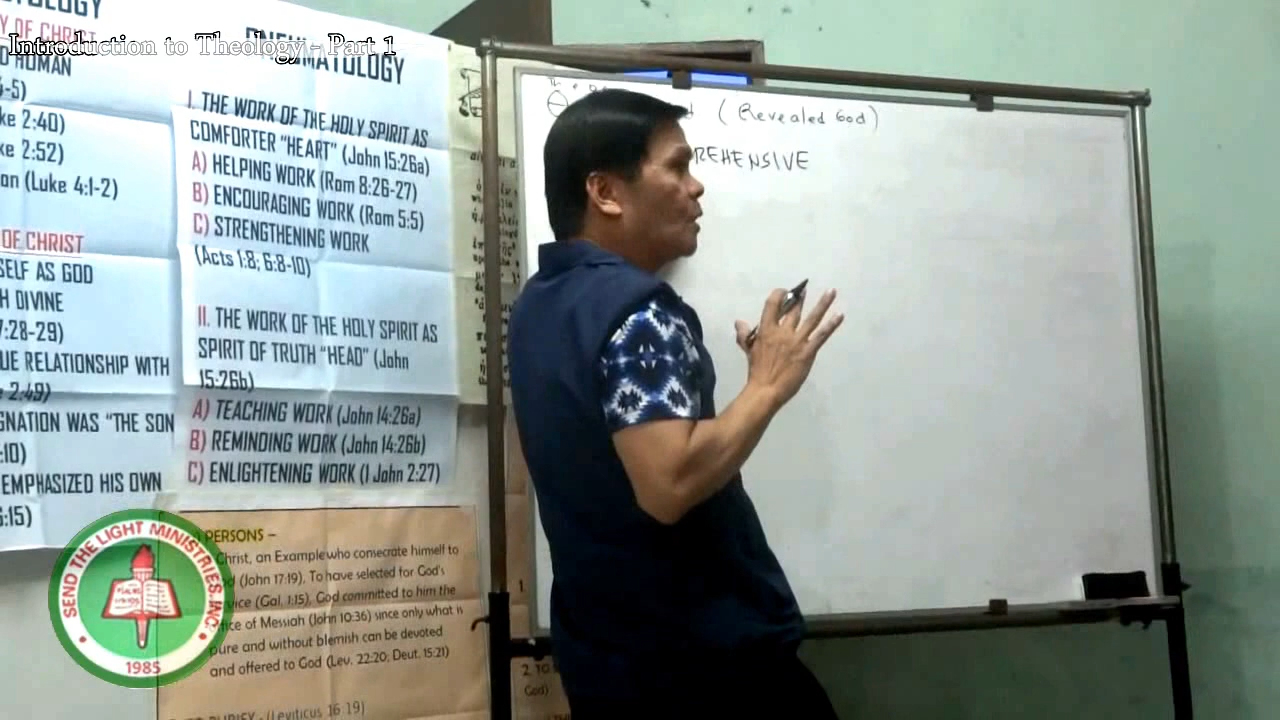 Introduction to Theology - Part 1
OLOGY
Y OF CHRIST
D HUMAN
-5)
ke 2:40)
ke 2:52)
on (Luke 4:1-2)
OF CHRIST
SELF AS GOD
H DIVINE
7:28-29)
UE RELATIONSHIP WITH
2:49)
GNATION WAS "THE SON
:10)
EMPHASIZED HIS OWN
:15)
PNEUMATOLOGY
I. THE WORK OF THE HOLY SPIRIT AS
COMFORTER "HEART" (John 15:26a)
A) HELPING WORK (Rom 8:26-27)
B) ENCOURAGING WORK (Rom 5:5)
C) STRENGTHENING WORK
(Acts 1:8; 6:8-10)
II. THE WORK OF THE HOLY SPIRIT AS
SPIRIT OF TRUTH "HEAD" (John
15:26b)
A) TEACHING WORK (John 14:26a)
B) REMINDING WORK (John 14:26b)
C) ENLIGHTENING WORK (1 John 2:27)
PERSONS –
Christ, an Example who consecrate himself to
(John 17:19). To have selected for God's
vice (Gal. 1:15), God committed to him the
ffice of Messiah (John 10:36) since only what is
pure and without blemish can be devoted
and offered to God (Lev. 22:20; Deut. 15:21)
(Leviticus 16:19)
SEND THE LIGHT MINISTRIES, INC.
1985
(Revealed God)
REHENSIVE
God)